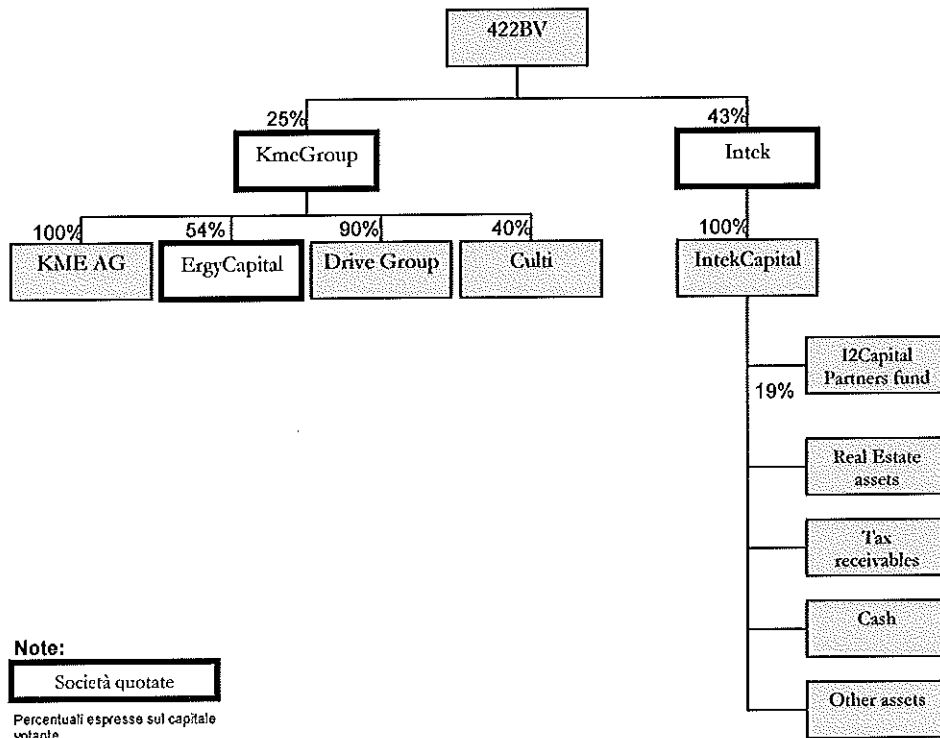 422BV
25%
43%
KmeGroup
Intek
100%
54%
90%
40%
100%
KME AG
ErgyCapital
Drive Group
Culti
IntekCapital
I2Capital
Partners fund
19%
Real Estate
assets
Tax
receivables
Cash
Other assets
Note:
Società quotate
Percentuali espresse sul capitale
votante